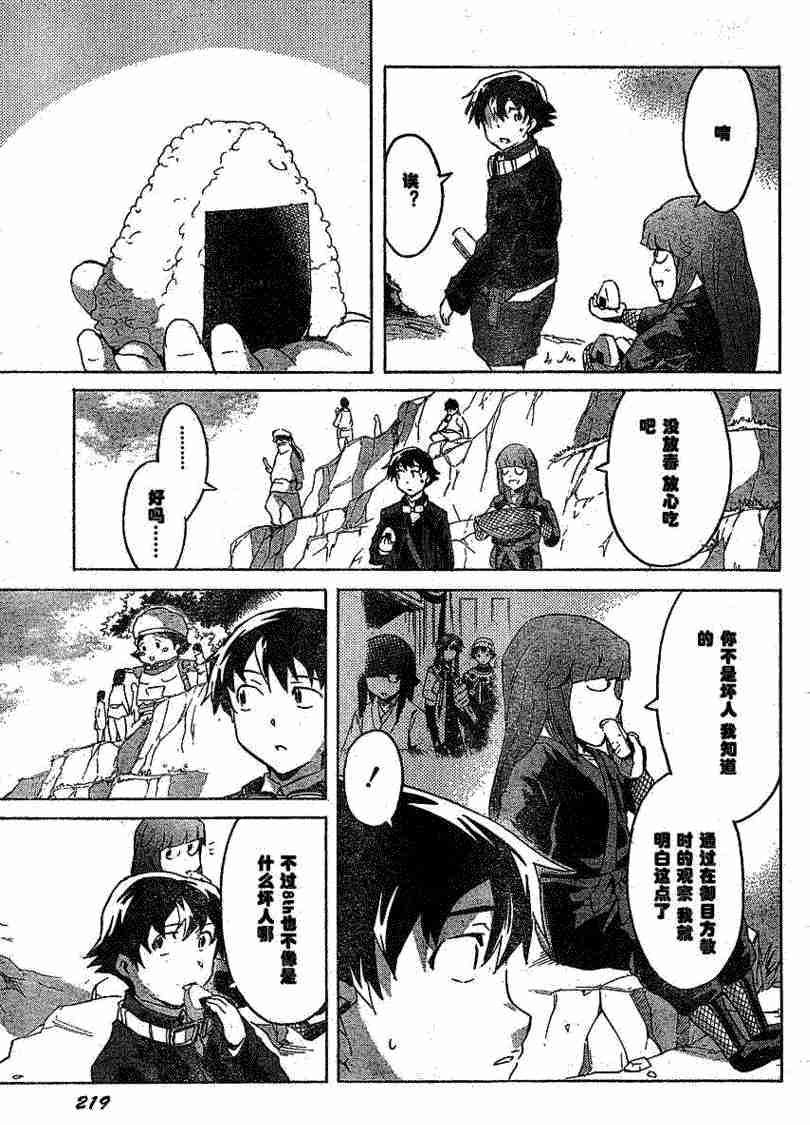 唷
诶？
没放毒 放心吃
吧
………
好吗………
你不是坏人 我知道
的
通过在御目方教
时的观察 我就
明白这点了
！
不过8th也不像是
什么坏人哪
219